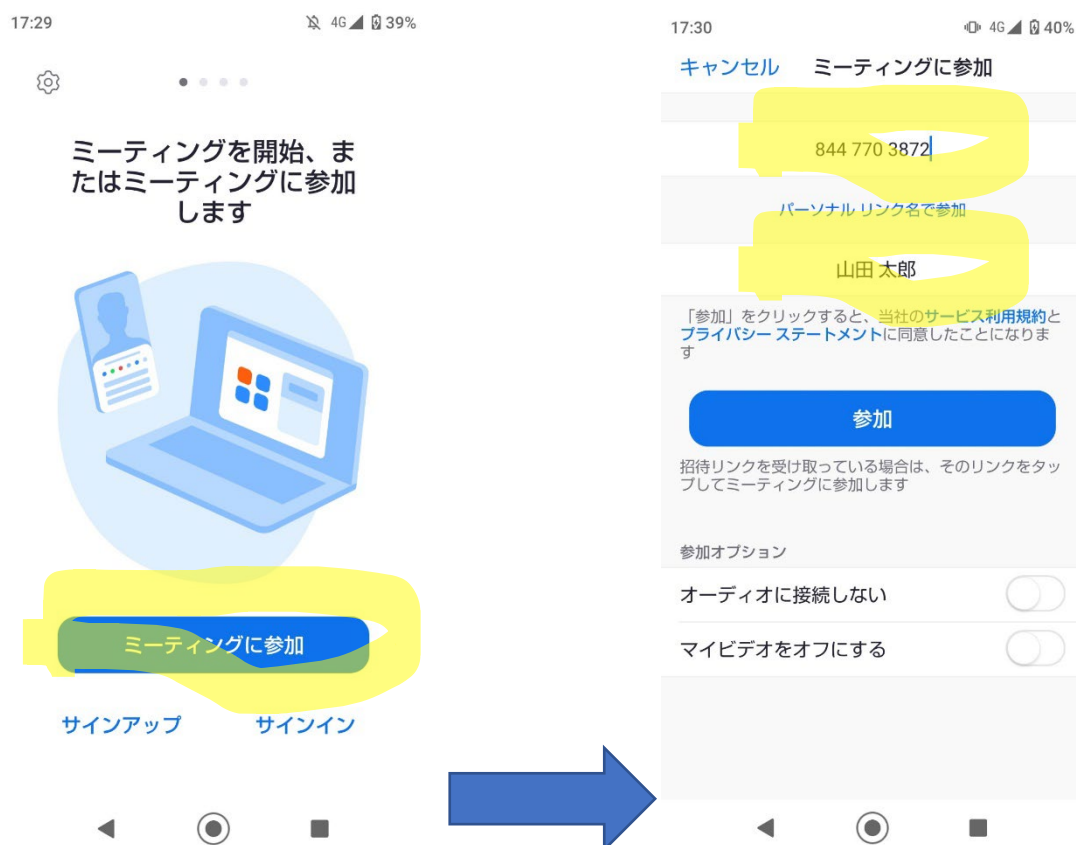 17:29
4G 39%
ミーティングを開始、ま
たはミーティングに参加
します
ミーティングに参加
サインアップ サインイン
17:30
4G 40%
キャンセル ミーティングに参加
844 770 3872
パーソナル リンク名で参加
山田 太郎
「参加」をクリックすると、当社のサービス利用規約と
プライバシー ステートメントに同意したことになりま
す
参加
招待リンクを受け取っている場合は、そのリンクをタッ
プしてミーティングに参加します
参加オプション
オーディオに接続しない
マイビデオをオフにする